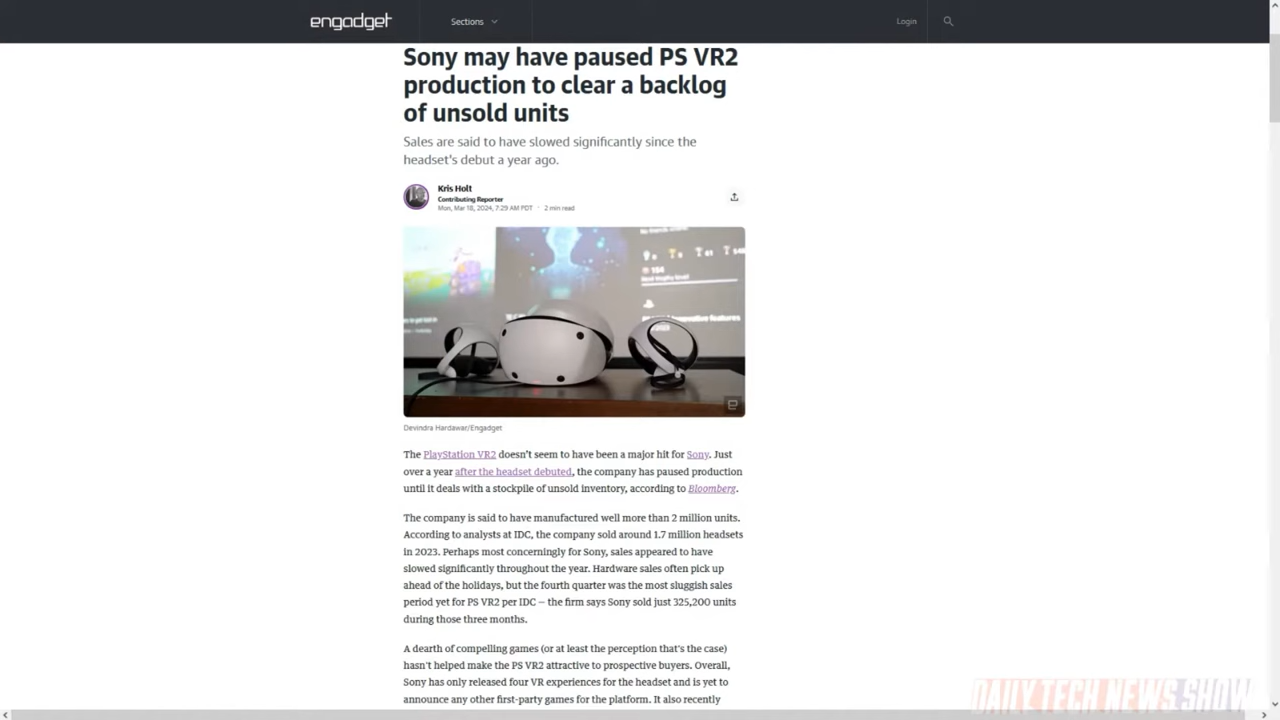 engadget
Sections
Login
Sony may have paused PS VR2
production to clear a backlog
of unsold units
Sales are said to have slowed significantly since the
headset's debut a year ago.
Kris Holt
Contributing Reporter
Mon, Mar 18, 2024, 7:29 AM PDT · 2 min read
184
Devindra Hardawar/Engadget
The PlayStation VR2 doesn't seem to have been a major hit for Sony. Just
over a year after the headset debuted, the company has paused production
until it deals with a stockpile of unsold inventory, according to Bloomberg.
The company is said to have manufactured well more than 2 million units.
According to analysts at IDC, the company sold around 1.7 million headsets
in 2023. Perhaps most concerningly for Sony, sales appeared to have
slowed significantly throughout the year. Hardware sales often pick up
ahead of the holidays, but the fourth quarter was the most sluggish sales
period yet for PS VR2 per IDC — the firm says Sony sold just 325,200 units
during those three months.
A dearth of compelling games (or at least the perception that's the case)
hasn't helped make the PS VR2 attractive to prospective buyers. Overall,
Sony has only released four VR experiences for the headset and is yet to
announce any other first-party games for the platform. It also recently
DAILY TECH NEWS SHOW